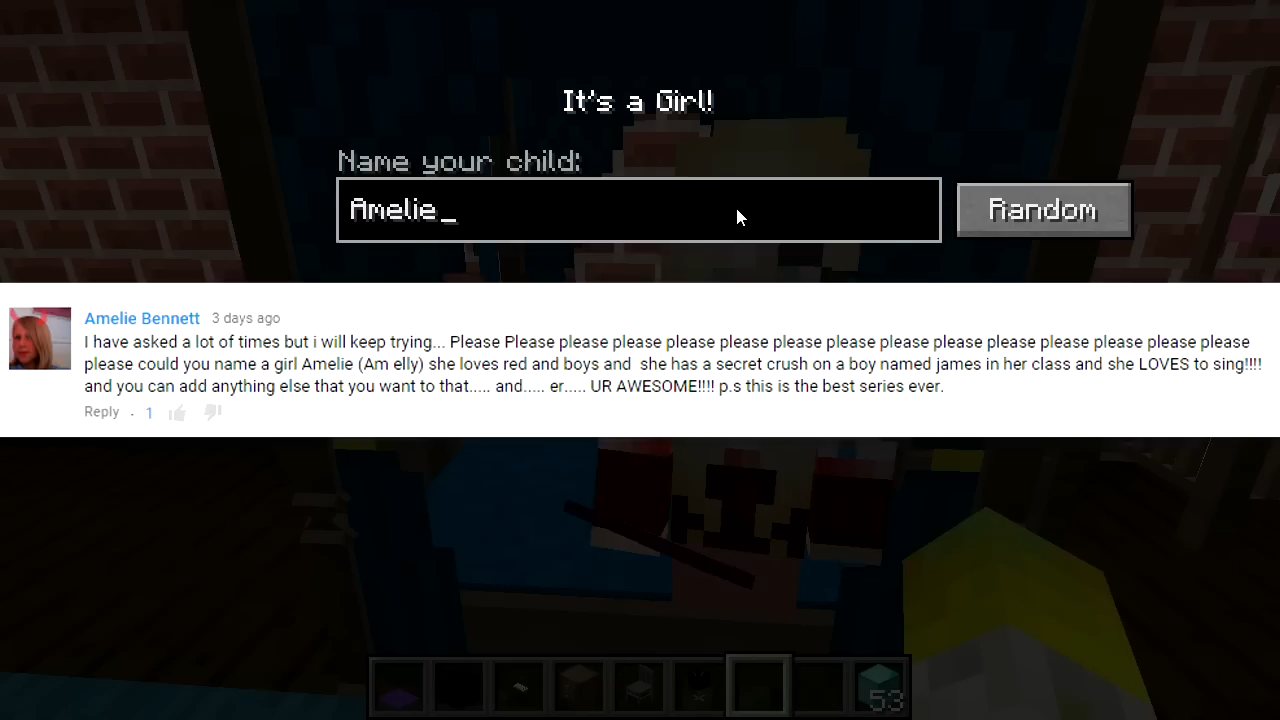 It's a Girl!
Name your child:
Amelie_
Random
Amelie Bennett 3 days ago
I have asked a lot of times but i will keep trying... Please Please please please please please please please please please please please please please please please
please could you name a girl Amelie (Am elly) she loves red and boys and  she has a secret crush on a boy named james in her class and she LOVES to sing!!!!
and you can add anything else that you want to that..... and..... er..... UR AWESOME!!!! p.s this is the best series ever.
Reply . 1
53